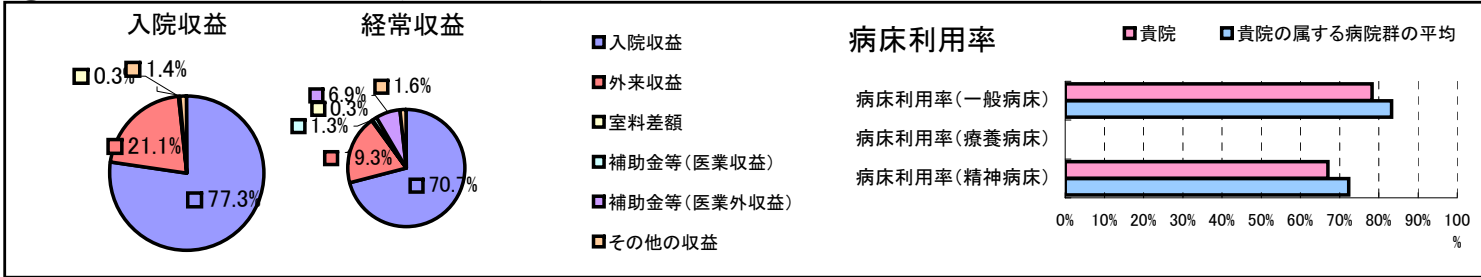 入院収益
0.3%
1.4%
21.1%
77.3%
経常収益
6.9%
1.6%
0.3%
1.3%
9.3%
70.7%
入院収益
外来収益
室料差額
補助金等(医業収益)
補助金等(医業外収益)
その他の収益
病床利用率
貴院
貴院の属する病院群の平均
病床利用率(一般病床)
病床利用率(療養病床)
病床利用率(精神病床)
0% 10% 20% 30% 40% 50% 60% 70% 80% 90% 100
%